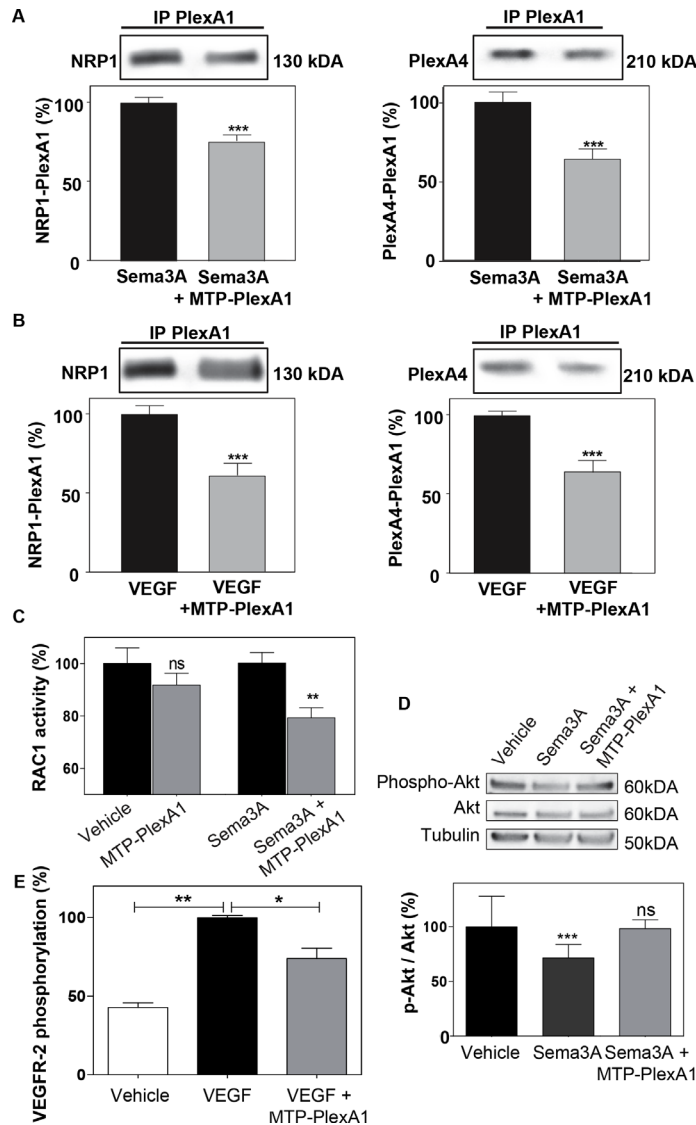 A
IP PlexA1
NRP1
130 kDA
NRP1-PlexA1 (%)
100
50
0
***
Sema3A
Sema3A
+ MTP-PlexA1
IP PlexA1
PlexA4
210 kDA
PlexA4-PlexA1 (%)
100
50
0
***
Sema3A
Sema3A
+ MTP-PlexA1
B
IP PlexA1
NRP1
130 kDA
NRP1-PlexA1 (%)
100
50
0
***
VEGF
VEGF
+MTP-PlexA1
IP PlexA1
PlexA4
210 kDA
PlexA4-PlexA1 (%)
100
50
0
***
VEGF
VEGF
+MTP-PlexA1
C
RAC1 activity (%)
100
80
60
ns
**
Vehicle
MTP-PlexA1
Sema3A
Sema3A +
MTP-PlexA1
D
Vehicle
Sema3A
Sema3A +
MTP-PlexA1
Phospho-Akt
60kDA
Akt
60kDA
Tubulin
50kDA
p-Akt / Akt (%)
100
50
0
***
ns
Vehicle
Sema3A
Sema3A +
MTP-PlexA1
E
VEGFR-2 phosphorylation (%)
100
50
0
**
*
Vehicle
VEGF
VEGF +
MTP-PlexA1